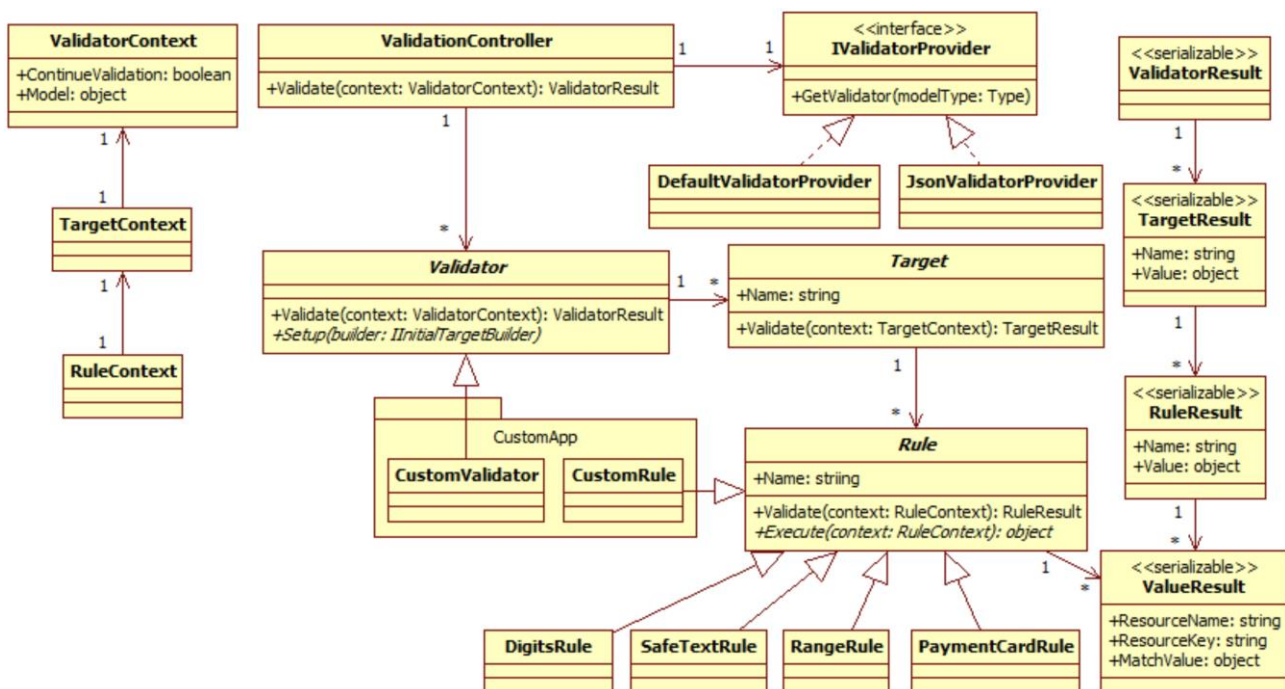 ValidatorContext
+ContinueValidation: boolean
+Model: object
1
1
TargetContext
1
1
RuleContext
ValidationController
+Validate(context: ValidatorContext): ValidatorResult
1
1
1
*
<<interface>>
IValidatorProvider
+GetValidator(modelType: Type)
DefaultValidatorProvider
JsonValidatorProvider
Validator
+Validate(context: ValidatorContext): ValidatorResult
+Setup(builder: IInitialTargetBuilder)
1
*
Target
+Name: string
+Validate(context: TargetContext): TargetResult
1
*
CustomApp
CustomValidator
CustomRule
Rule
+Name: striing
+Validate(context: RuleContext): RuleResult
+Execute(context: RuleContext): object
1
*
DigitsRule
SafeTextRule
RangeRule
PaymentCardRule
<<serializable>>
ValidatorResult
1
*
<<serializable>>
TargetResult
+Name: string
+Value: object
1
*
<<serializable>>
RuleResult
+Name: string
+Value: object
1
*
<<serializable>>
ValueResult
+ResourceName: string
+ResourceKey: string
+MatchValue: object